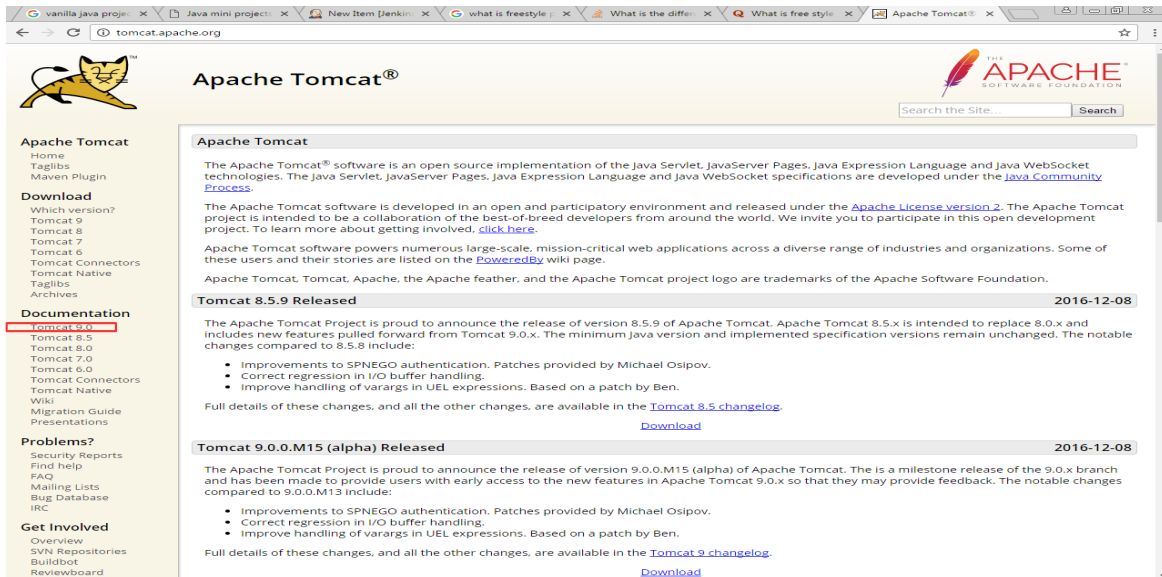 vanilla java projec
Java mini projects
New Item [Jenkin
what is freestyle p
What is the differ
What is free style
Apache Tomcat®
tomcat.apache.org
TM
Apache Tomcat®
THE
APACHE®
SOFTWARE FOUNDATION
Search the Site...
Search
Apache Tomcat
Home
Taglibs
Maven Plugin
Download
Which version?
Tomcat 9
Tomcat 8
Tomcat 7
Tomcat 6
Tomcat Connectors
Tomcat Native
Taglibs
Archives
Documentation
Tomcat 9.0
Tomcat 8.5
Tomcat 8.0
Tomcat 7.0
Tomcat 6.0
Tomcat Connectors
Tomcat Native
Wiki
Migration Guide
Presentations
Problems?
Security Reports
Find help
FAQ
Mailing Lists
Bug Database
IRC
Get Involved
Overview
SVN Repositories
Buildbot
Reviewboard
Apache Tomcat
The Apache Tomcat® software is an open source implementation of the Java Servlet, JavaServer Pages, Java Expression Language and Java WebSocket
technologies. The Java Servlet, JavaServer Pages, Java Expression Language and Java WebSocket specifications are developed under the Java Community
Process.
The Apache Tomcat software is developed in an open and participatory environment and released under the Apache License version 2. The Apache Tomcat
project is intended to be a collaboration of the best-of-breed developers from around the world. We invite you to participate in this open development
project. To learn more about getting involved, click here.
Apache Tomcat software powers numerous large-scale, mission-critical web applications across a diverse range of industries and organizations. Some of
these users and their stories are listed on the PoweredBy wiki page.
Apache Tomcat, Tomcat, Apache, the Apache feather, and the Apache Tomcat project logo are trademarks of the Apache Software Foundation.
Tomcat 8.5.9 Released 2016-12-08
The Apache Tomcat Project is proud to announce the release of version 8.5.9 of Apache Tomcat. Apache Tomcat 8.5.x is intended to replace 8.0.x and
includes new features pulled forward from Tomcat 9.0.x. The minimum Java version and implemented specification versions remain unchanged. The notable
changes compared to 8.5.8 include:
• Improvements to SPNEGO authentication. Patches provided by Michael Osipov.
• Correct regression in I/O buffer handling.
• Improve handling of varargs in UEL expressions. Based on a patch by Ben.
Full details of these changes, and all the other changes, are available in the Tomcat 8.5 changelog.
Download
Tomcat 9.0.0.M15 (alpha) Released 2016-12-08
The Apache Tomcat Project is proud to announce the release of version 9.0.0.M15 (alpha) of Apache Tomcat. The is a milestone release of the 9.0.x branch
and has been made to provide users with early access to the new features in Apache Tomcat 9.0.x so that they may provide feedback. The notable changes
compared to 9.0.0.M13 include:
• Improvements to SPNEGO authentication. Patches provided by Michael Osipov.
• Correct regression in I/O buffer handling.
• Improve handling of varargs in UEL expressions. Based on a patch by Ben.
Full details of these changes, and all the other changes, are available in the Tomcat 9 changelog.
Download